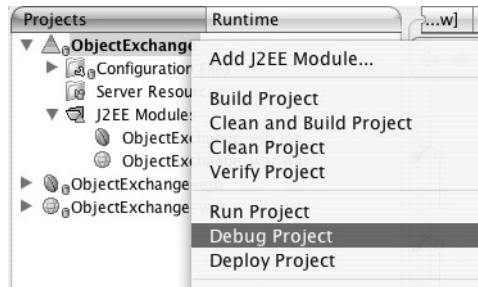 Projects
Runtime
...w]
ObjectExchange
Configuration
Server Resou
J2EE Modules
ObjectEx
ObjectEx
ObjectExchange
ObjectExchange
Add J2EE Module...
Build Project
Clean and Build Project
Clean Project
Verify Project
Run Project
Debug Project
Deploy Project